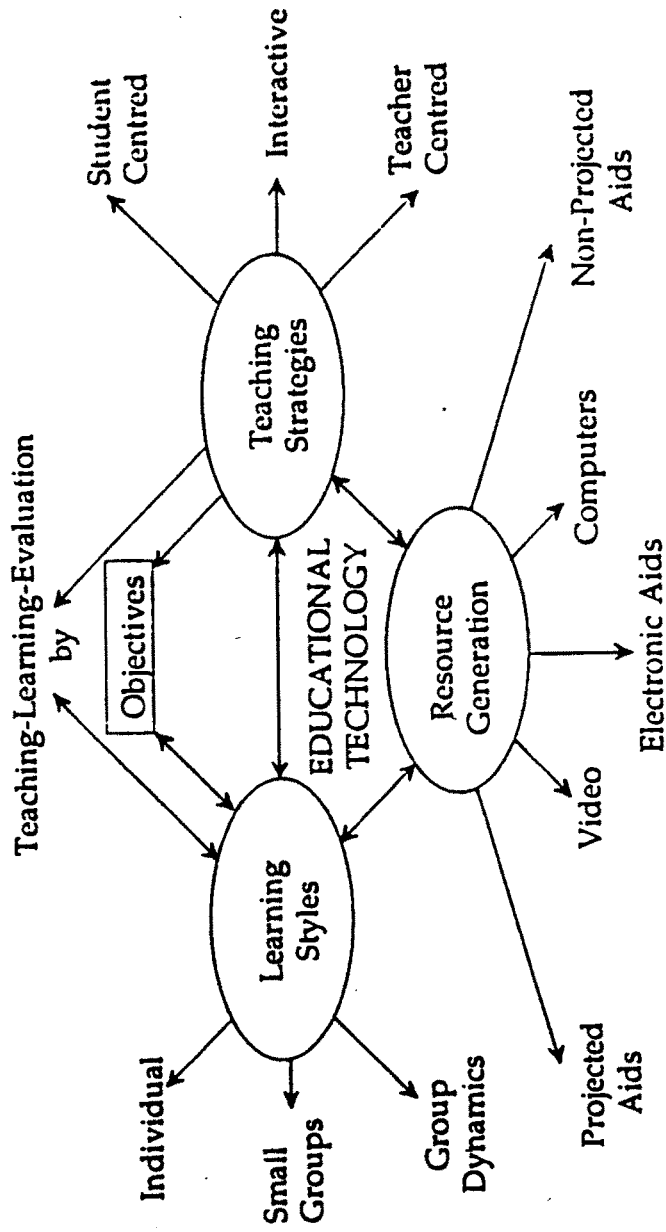 Teaching-Learning-Evaluation
by
Objectives
Student
Centred
Interactive
Teacher
Centred
Teaching
Strategies
Learning
Styles
Individual
Small
Groups
Group
Dynamics
EDUCATIONAL
TECHNOLOGY
Resource
Generation
Projected
Aids
Video
Electronic Aids
Computers
Non-Projected
Aids